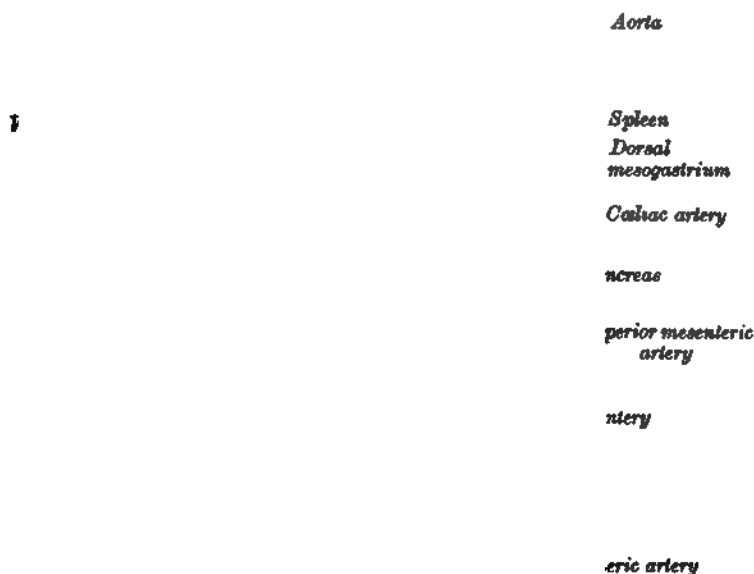 Aorta
Spleen
Dorsal
mesogastrium
Cœliac artery
ncreas
perior mesenteric
artery
ntery
eric artery